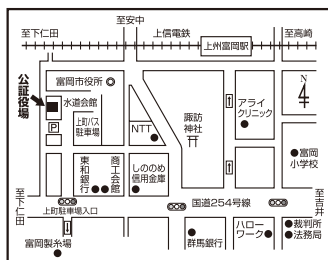 至下仁田
至安中
上信電鉄
上州富岡駅
至高崎
公証役場
富岡市役所
水道会館
P
上町バス
駐車場
NTT
諏訪
神社
アライ
クリニック
N
4
富岡
小学校
東和銀行
商工会館
しののめ
信用金庫
至下仁田
上町駐車場入口
国道254号線
至吉井
富岡製糸場
群馬銀行
ハロー
ワーク
裁判所
法務局